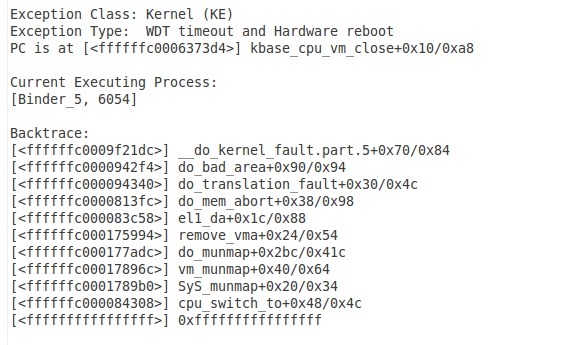 Exception Class: Kernel (KE)
Exception Type:  WDT timeout and Hardware reboot
PC is at [<ffffffc0006373d4>] kbase_cpu_vm_close+0x10/0xa8
Current Executing Process:
[Binder_5, 6054]
Backtrace:
[<ffffffc0009f21dc>] __do_kernel_fault.part.5+0x70/0x84
[<ffffffc0000942f4>] do_bad_area+0x90/0x94
[<ffffffc000094340>] do_translation_fault+0x30/0x4c
[<ffffffc0000813fc>] do_mem_abort+0x38/0x98
[<ffffffc000083c58>] el1_da+0x1c/0x88
[<ffffffc000175994>] remove_vma+0x24/0x54
[<ffffffc000177adc>] do_munmap+0x2bc/0x41c
[<ffffffc00017896c>] vm_munmap+0x40/0x64
[<ffffffc0001789b0>] SyS_munmap+0x20/0x34
[<ffffffc000084308>] cpu_switch_to+0x48/0x4c
[<ffffffffffffffff>] 0xffffffffffffffff